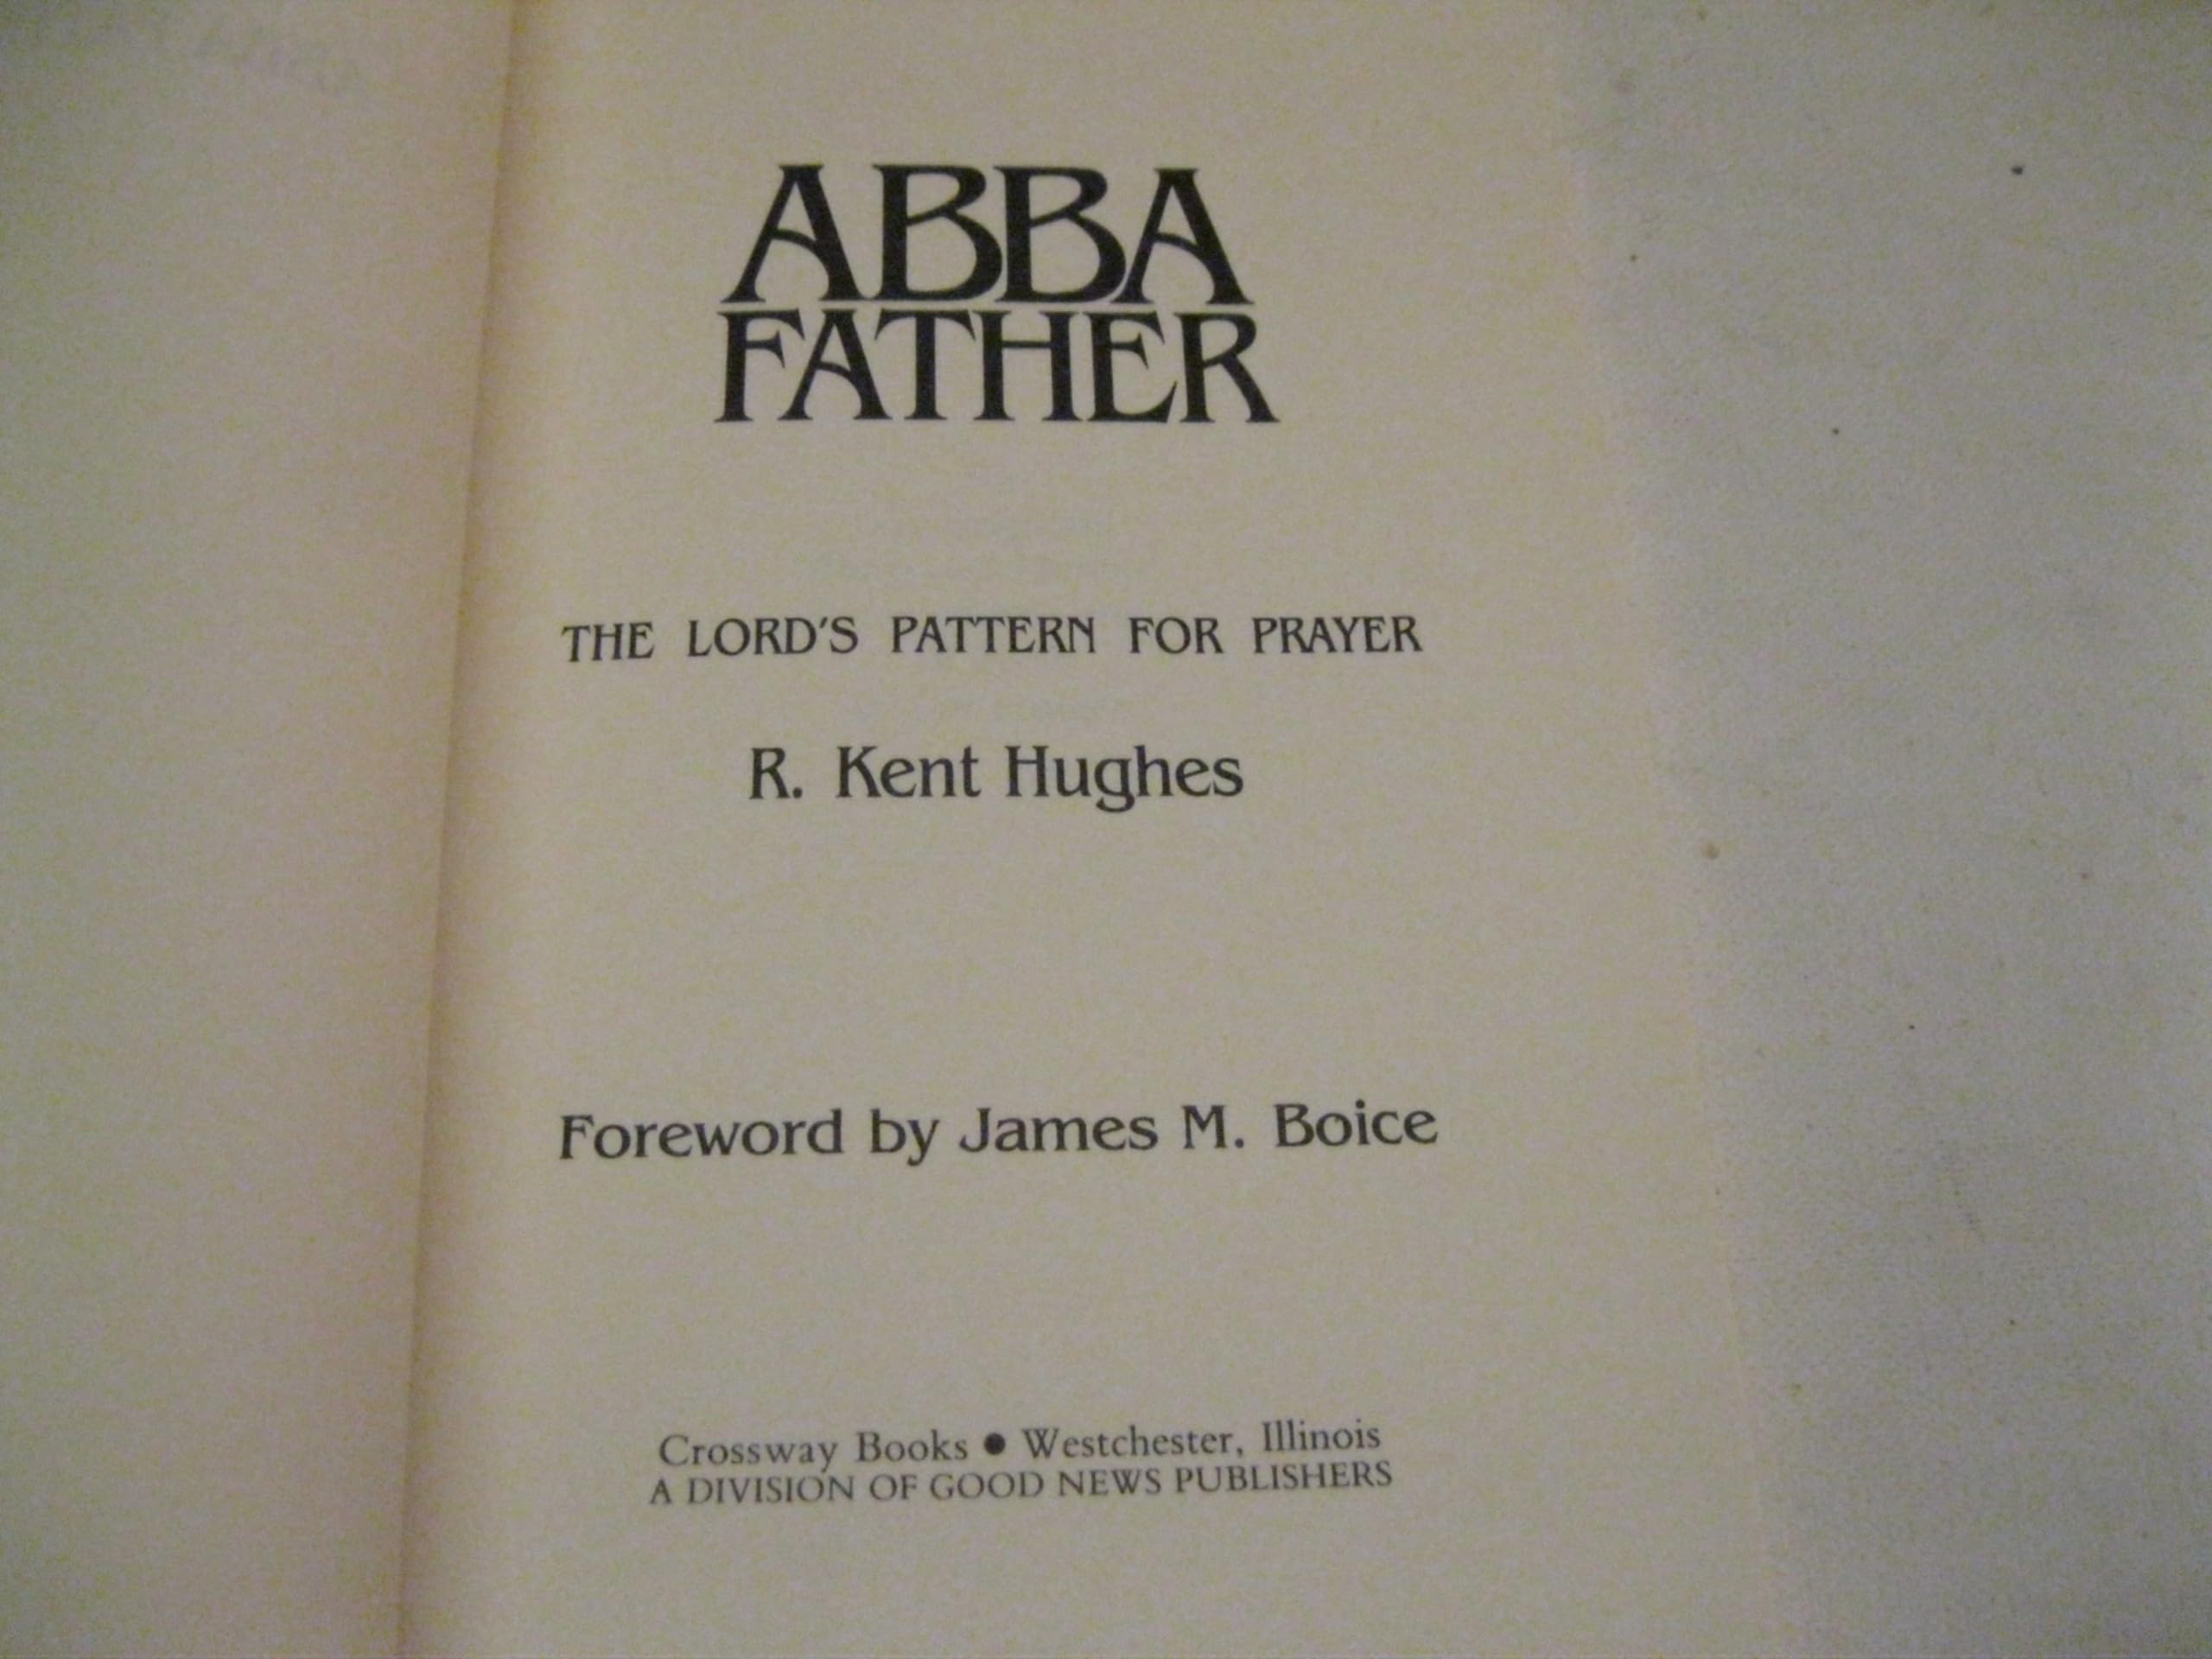 ABBA
FATHER
THE LORD'S PATTERN FOR PRAYER
R. Kent Hughes
Foreword by James M. Boice
Crossway Books ● Westchester, Illinois
A DIVISION OF GOOD NEWS PUBLISHERS